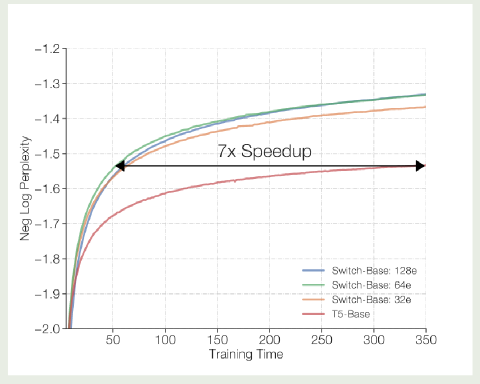 −1.2
−1.3
−1.4
−1.5
−1.6
−1.7
−1.8
−1.9
−2.0
Neg Log Perplexity
7x Speedup
Switch-Base: 128e
Switch-Base: 64e
Switch-Base: 32e
T5-Base
50 100 150 200 250 300 350
Training Time